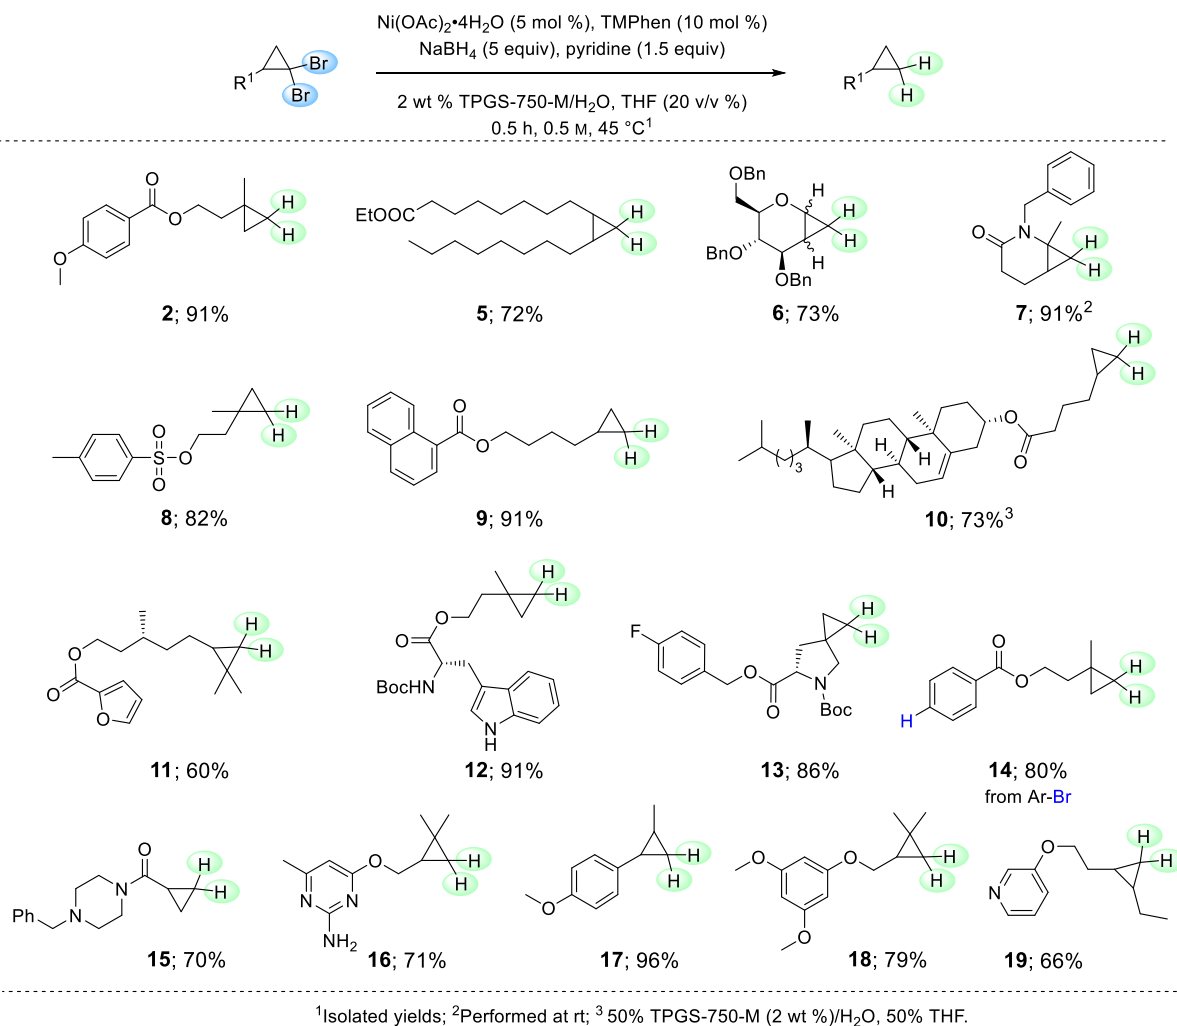 Ni(OAc)₂•4H₂O (5 mol %), TMPhen (10 mol %)
NaBH₄ (5 equiv), pyridine (1.5 equiv)
R¹ Br Br
2 wt % TPGS-750-M/H₂O, THF (20 v/v %)
0.5 h, 0.5 M, 45 °C¹
R¹ H H
O O O H H
2; 91%
EtOOC H H
5; 72%
OBn O H H H H BnO OBn
6; 73%
O N H H
7; 91%²
O S O O H H
8; 82%
O O H H
9; 91%
( )₃ H H H O O H H
10; 73%³
O O O H H
11; 60%
O O BocHN N H H H
12; 91%
F O O N Boc H H
13; 86%
H O O H H
14; 80%
from Ar-Br
Ph N N O H H
15; 70%
N N NH₂ O H H
16; 71%
O H H
17; 96%
O O O H H
18; 79%
N O H H
19; 66%
¹Isolated yields; ²Performed at rt; ³ 50% TPGS-750-M (2 wt %)/H₂O, 50% THF.